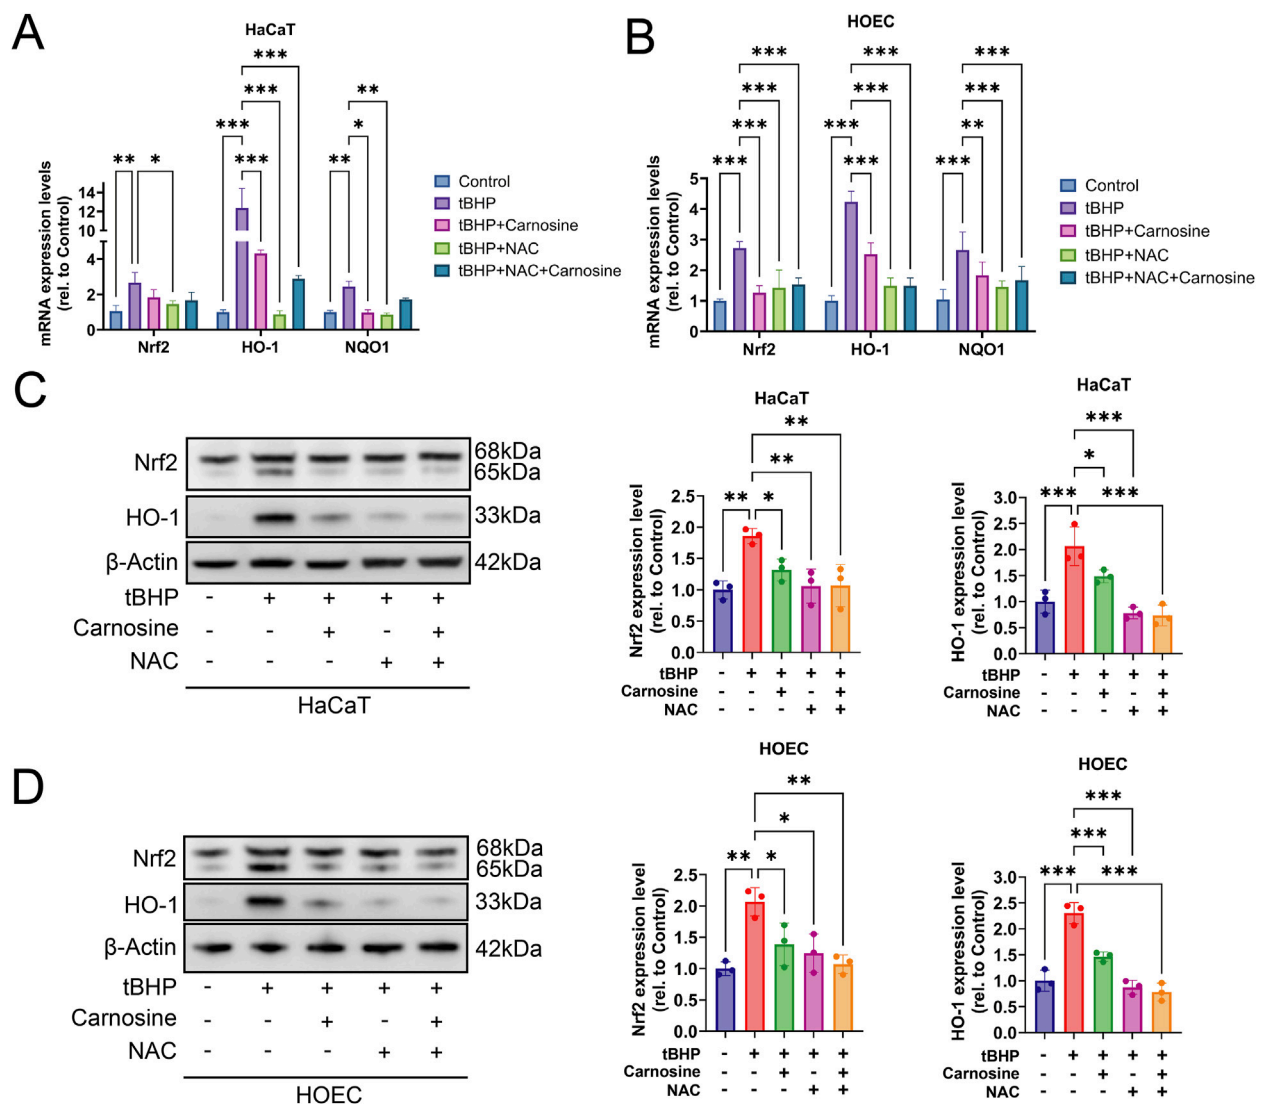 A
HaCaT
mRNA expression levels
(rel. to Control)
14
12
10
4
2
0
** * *** *** *** *** ** * **
Nrf2 HO-1 NQO1
Control
tBHP
tBHP+Carnosine
tBHP+NAC
tBHP+NAC+Carnosine
B
HOEC
mRNA expression levels
(rel. to Control)
5
4
3
2
1
0
*** *** *** *** *** *** *** *** *** ** *** ***
Nrf2 HO-1 NQO1
Control
tBHP
tBHP+Carnosine
tBHP+NAC
tBHP+NAC+Carnosine
C
Nrf2 68kDa
65kDa
HO-1 33kDa
β-Actin 42kDa
tBHP - + + + +
Carnosine - - + - +
NAC - - - + +
HaCaT
HaCaT
Nrf2 expression level
(rel. to Control)
2.5
2.0
1.5
1.0
0.5
0.0
**
**
** *
tBHP - + + + +
Carnosine - - + - +
NAC - - - + +
HaCaT
HO-1 expression level
(rel. to Control)
3.0
2.5
2.0
1.5
1.0
0.5
0.0
***
*
*** ***
tBHP - + + + +
Carnosine - - + - +
NAC - - - + +
D
Nrf2 68kDa
65kDa
HO-1 33kDa
β-Actin 42kDa
tBHP - + + + +
Carnosine - - + - +
NAC - - - + +
HOEC
HOEC
Nrf2 expression level
(rel. to Control)
2.5
2.0
1.5
1.0
0.5
0.0
**
*
** *
tBHP - + + + +
Carnosine - - + - +
NAC - - - + +
HOEC
HO-1 expression level
(rel. to Control)
3.0
2.5
2.0
1.5
1.0
0.5
0.0
***
***
*** ***
tBHP - + + + +
Carnosine - - + - +
NAC - - - + +